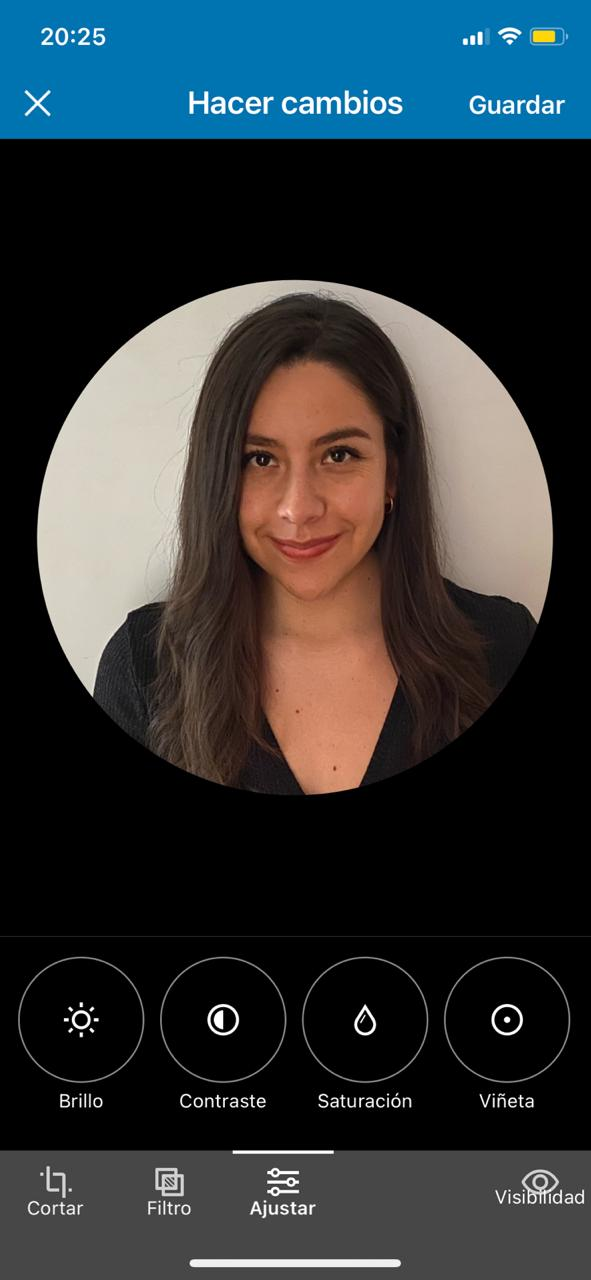 20:25
Hacer cambios
Guardar
Brillo
Contraste
Saturación
Viñeta
Cortar
Filtro
Ajustar
Visibilidad